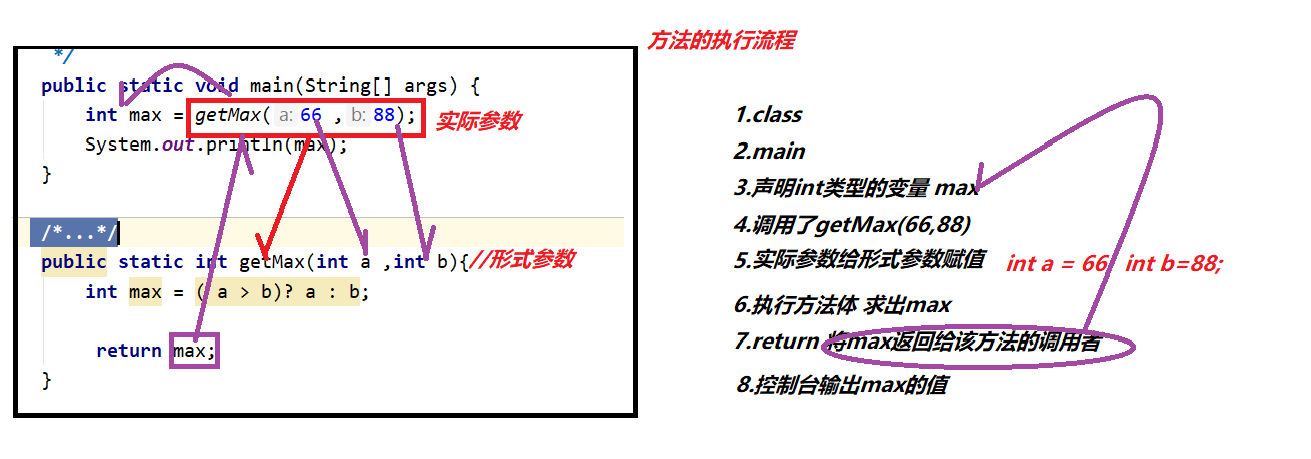 方法的执行流程
*/
public static void main(String[] args) {
int max = getMax( a: 66 , b: 88); 实际参数
System.out.println(max);
}
/*...*/
public static int getMax(int a ,int b){//形式参数
int max = ( a > b)? a : b;
return max;
}
1.class
2.main
3.声明int类型的变量 max
4.调用了getMax(66,88)
5.实际参数给形式参数赋值 int a = 66 int b=88;
6.执行方法体 求出max
7.return 将max返回给该方法的调用者
8.控制台输出max的值